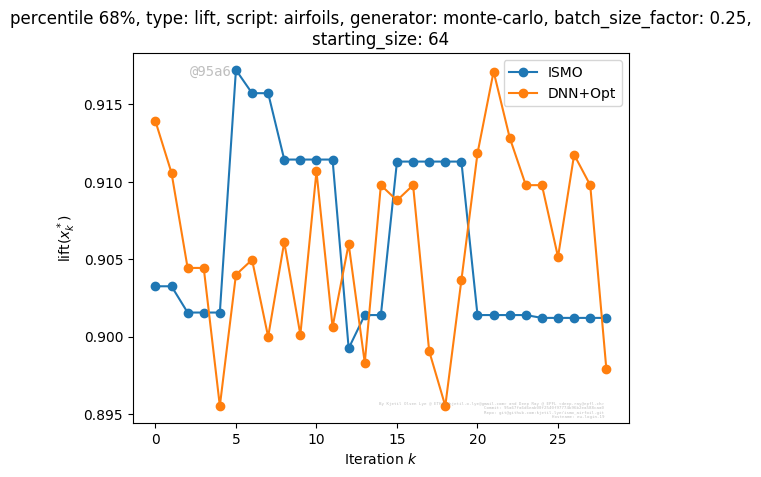 percentile 68%, type: lift, script: airfoils, generator: monte-carlo, batch_size_factor: 0.25,
starting_size: 64
@95a6
ISMO
DNN+Opt
0.915
0.910
0.905
0.900
0.895
lift(x_k^*)
0
5
10
15
20
25
Iteration k